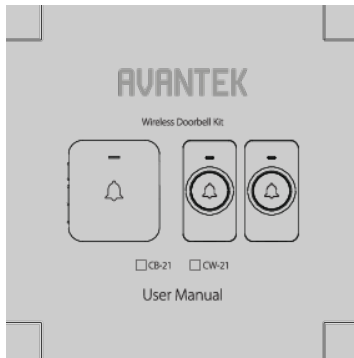 AVANTEK
Wireless Doorbell Kit
CB-21 CW-21
User Manual